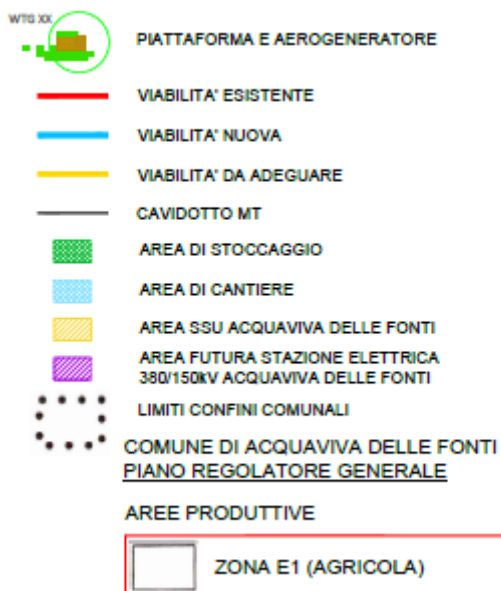 WTG XX
PIATTAFORMA E AEROGENERATORE
VIABILITA' ESISTENTE
VIABILITA' NUOVA
VIABILITA' DA ADEGUARE
CAVIDOTTO MT
AREA DI STOCCAGGIO
AREA DI CANTIERE
AREA SSU ACQUAVIVA DELLE FONTI
AREA FUTURA STAZIONE ELETTRICA
380/150kV ACQUAVIVA DELLE FONTI
LIMITI CONFINI COMUNALI
COMUNE DI ACQUAVIVA DELLE FONTI
PIANO REGOLATORE GENERALE
AREE PRODUTTIVE
ZONA E1 (AGRICOLA)